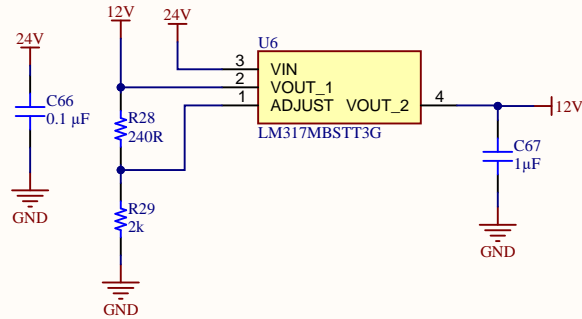 24V
C66
0.1 µF
GND
12V
R28
240R
R29
2k
GND
24V
U6
3 VIN
2 VOUT_1
1 ADJUST VOUT_2 4
LM317MBSTT3G
12V
C67
1µF
GND